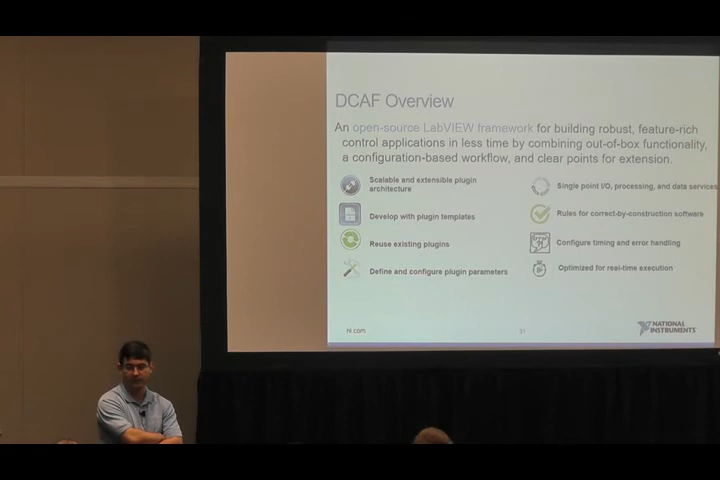 DCAF Overview
An open-source LabVIEW framework for building robust, feature-rich
control applications in less time by combining out-of-box functionality,
a configuration-based workflow, and clear points for extension.
Scalable and extensible plugin
architecture
Develop with plugin templates
Reuse existing plugins
Define and configure plugin parameters
Single point I/O, processing, and data services
Rules for correct-by-construction software
Error
Configure timing and error handling
Optimized for real-time execution
ni.com
31
NATIONAL
INSTRUMENTS